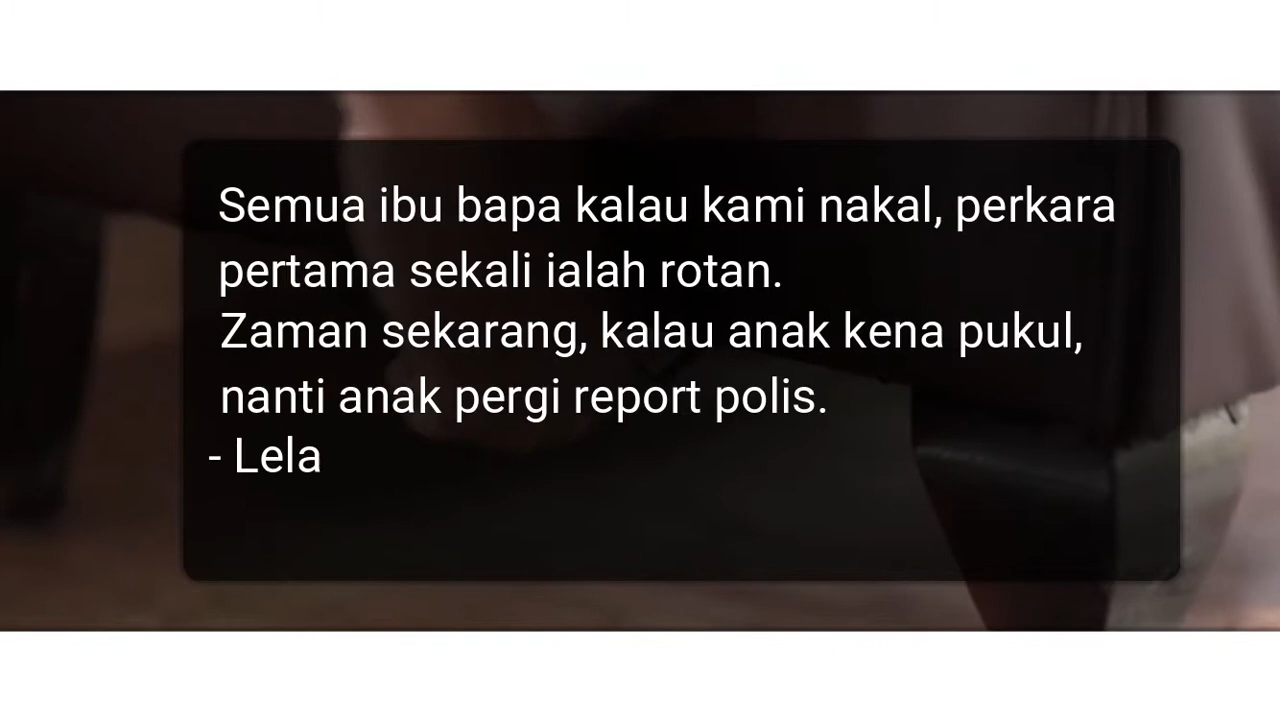 Semua ibu bapa kalau kami nakal, perkara
pertama sekali ialah rotan.
Zaman sekarang, kalau anak kena pukul,
nanti anak pergi report polis.
- Lela